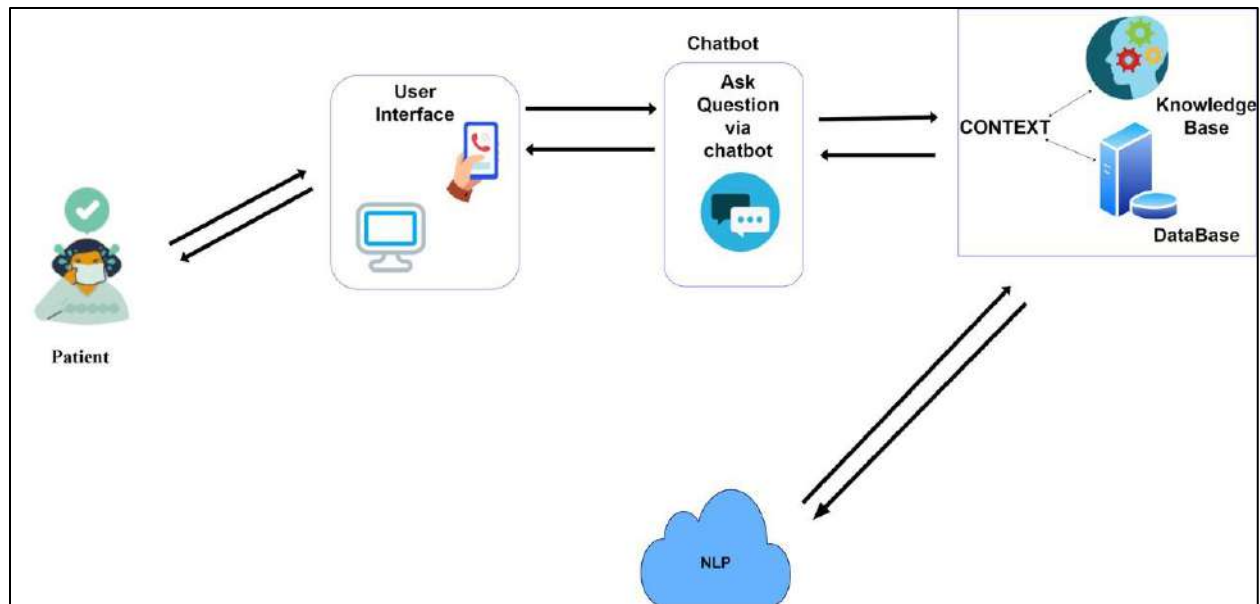 Patient
User
Interface
Chatbot
Ask
Question
via
chatbot
CONTEXT
Knowledge
Base
DataBase
NLP